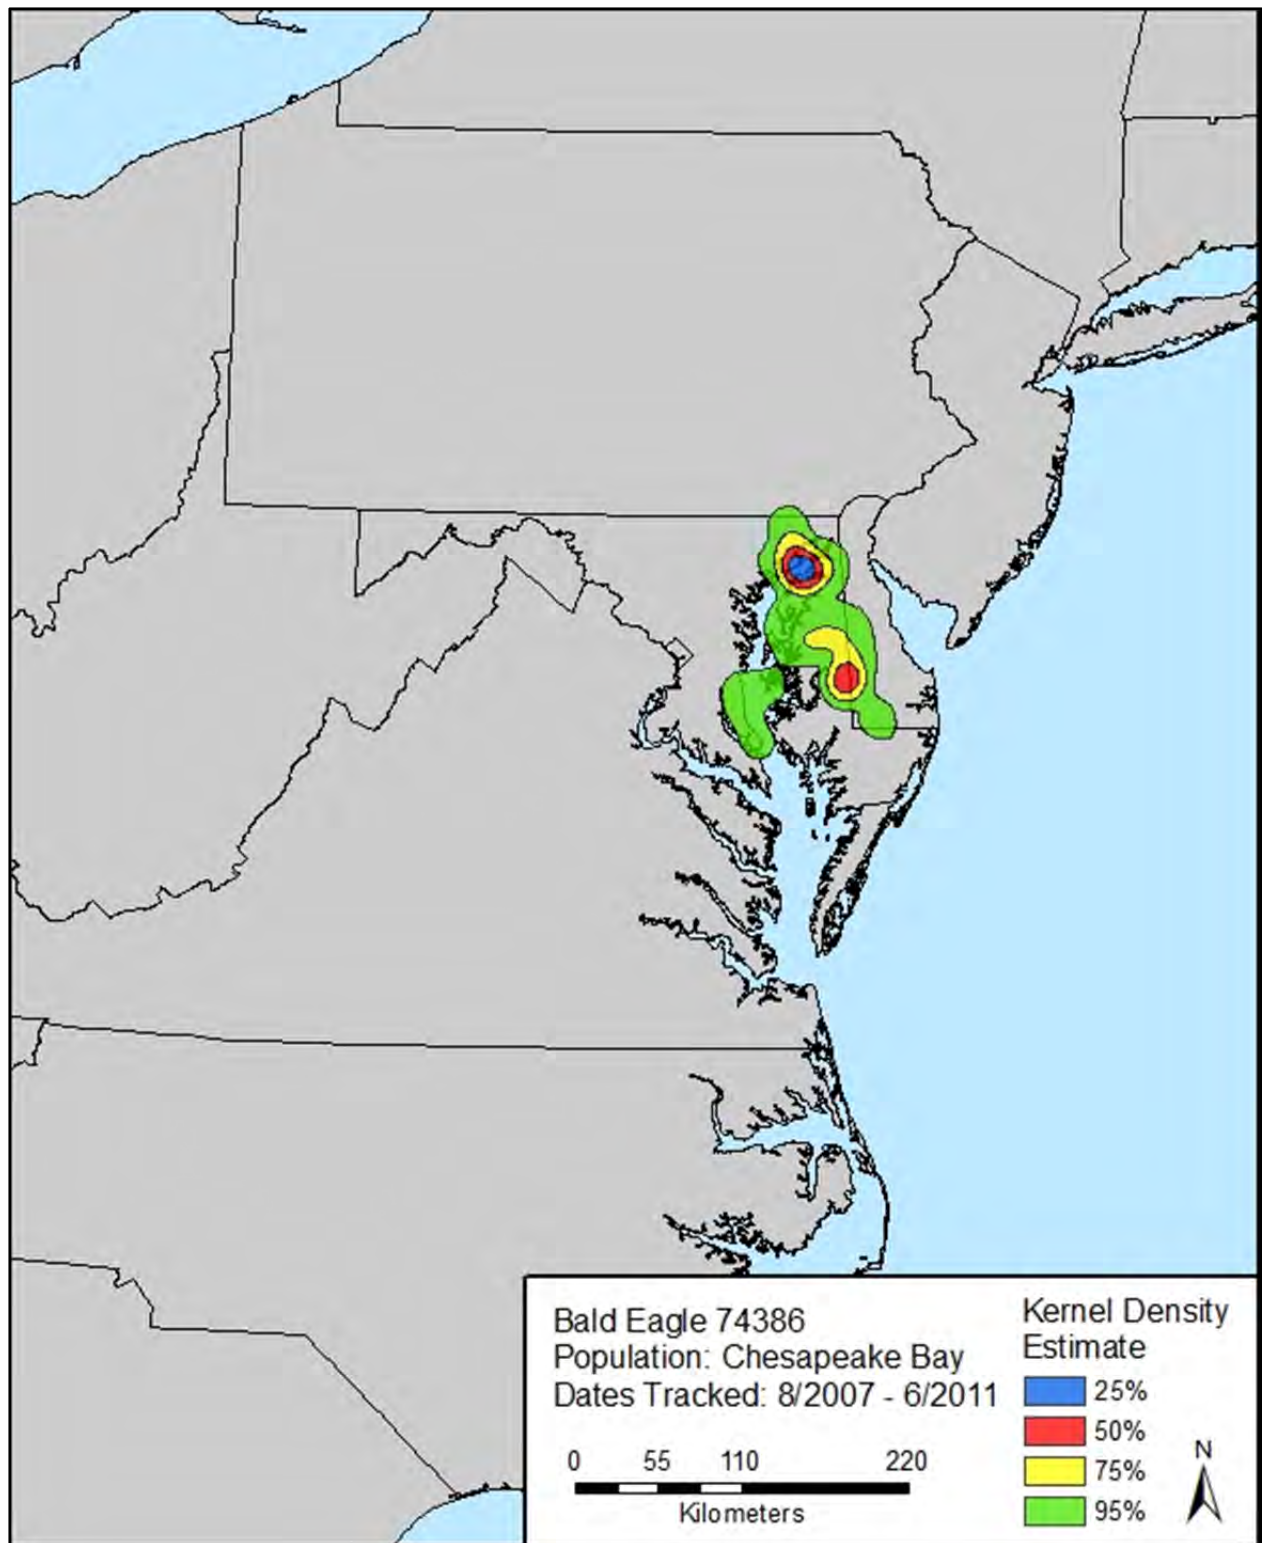 Bald Eagle 74386
Population: Chesapeake Bay
Dates Tracked: 8/2007 - 6/2011
0 55 110 220
Kilometers
Kernel Density
Estimate
25%
50%
75%
95%
N